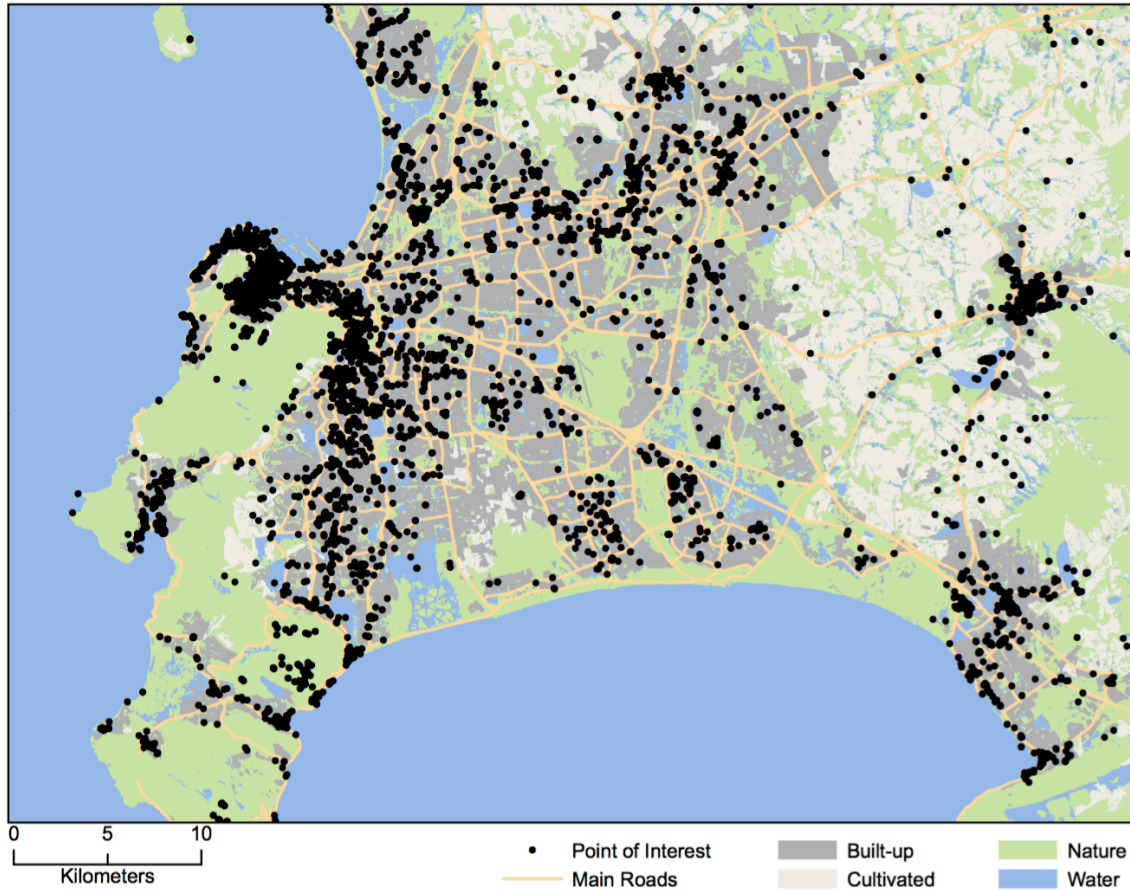 0 5 10
Kilometers
Point of Interest Built-up Nature
Main Roads Cultivated Water